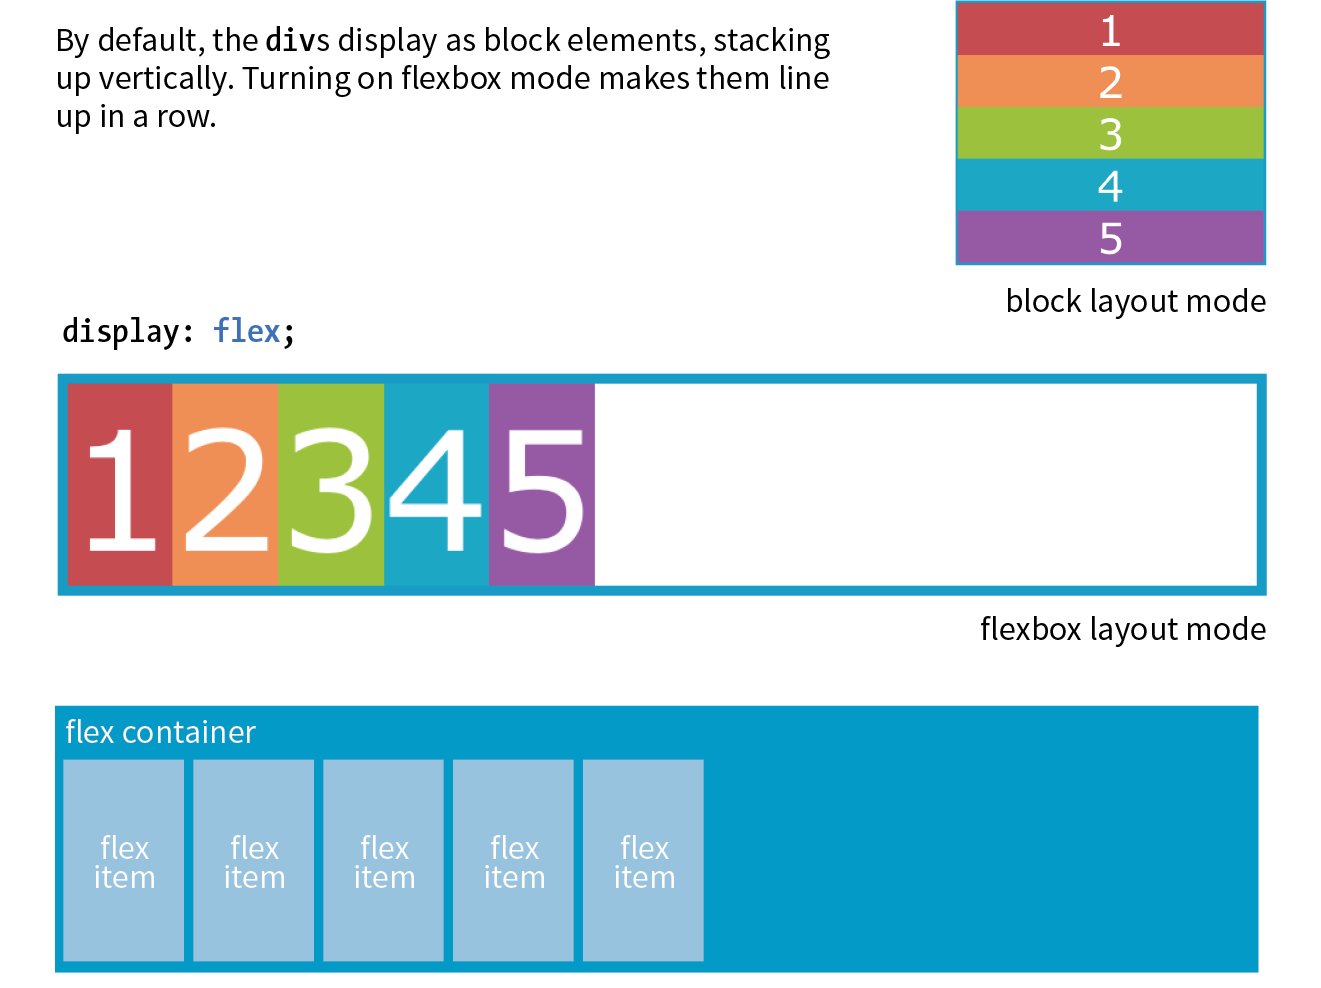 By default, the divs display as block elements, stacking
up vertically. Turning on flexbox mode makes them line
up in a row.
1
2
3
4
5
block layout mode
display: flex;
1 2 3 4 5
flexbox layout mode
flex container
flex flex flex flex flex
item item item item item